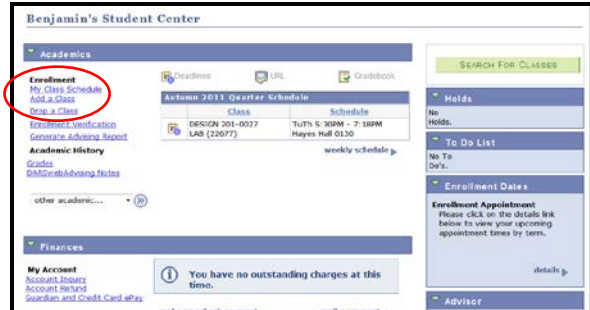 Benjamin's Student Center
Academics
Enrollment
My Class Schedule
Add a Class
Drop a Class
Enrollment Verification
Generate Advising Report
Academic History
Grades
DARSwebAdvising Notes
other academic...
Deadlines
URL
Gradebook
Autumn 2011 Quarter Schedule
Class
Schedule
DESIGN 201-0027
LAB (22677)
TuTh 5:30PM - 7:18PM
Hayes Hall 0130
weekly schedule
Finances
My Account
Account Inquiry
Account Refund
Guardian and Credit Card ePay
You have no outstanding charges at this
time.
SEARCH FOR CLASSES
Holds
No
Holds.
To Do List
No To
Do's.
Enrollment Dates
Enrollment Appointment
Please click on the details link
below to view your upcoming
appointment times by term.
details
Advisor